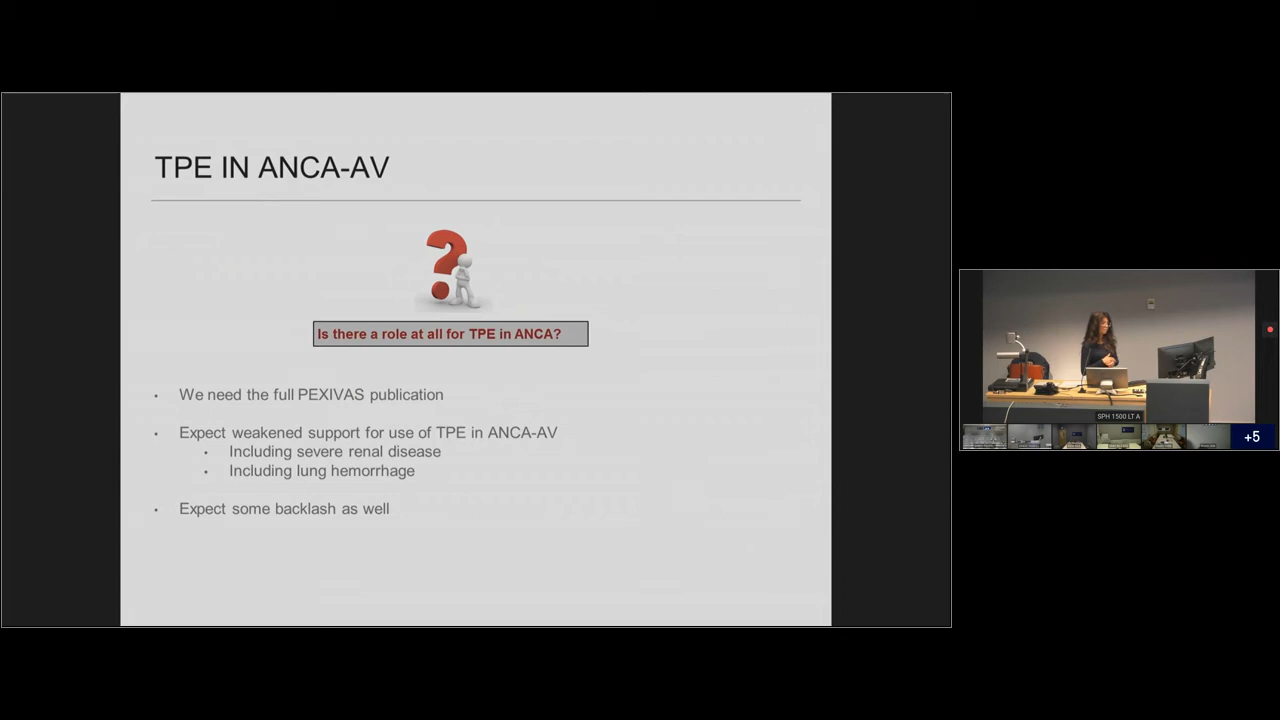 TPE IN ANCA-AV
Is there a role at all for TPE in ANCA?
• We need the full PEXIVAS publication
• Expect weakened support for use of TPE in ANCA-AV
• Including severe renal disease
• Including lung hemorrhage
• Expect some backlash as well
SPH 1500 LT A
+5